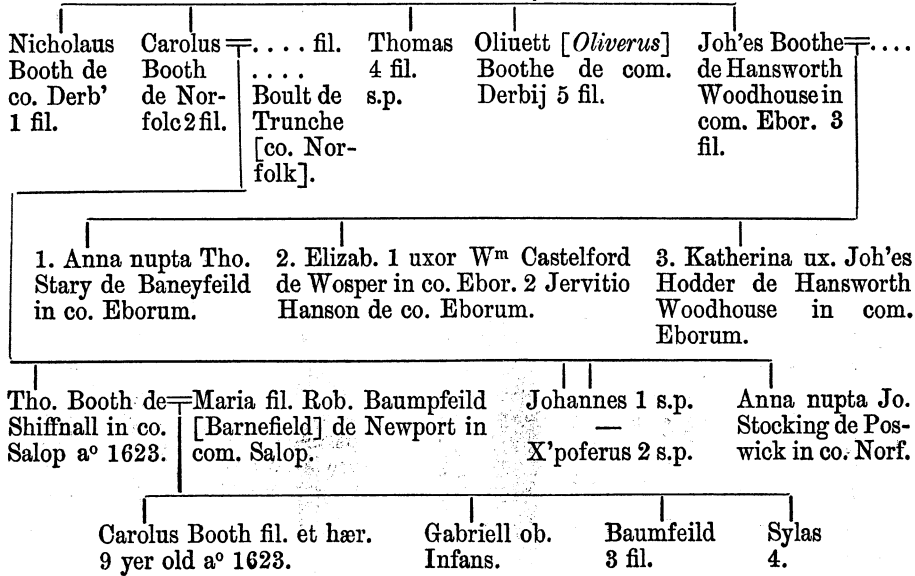 Nicholaus
Booth de
co. Derb'
1 fil.
Carolus
Booth
de Nor-
folc 2 fil.
. . . . fil.
. . . .
Boult de
Trunche
[co. Nor-
folk].
Thomas
4 fil.
s.p.
Oliuett [Oliverus]
Boothe de com.
Derbij 5 fil.
Joh'es Boothe
de Hansworth
Woodhouse in
com. Ebor. 3
fil.
. . . .
1. Anna nupta Tho.
Stary de Baneyfeild
in co. Eborum.
2. Elizab. 1 uxor Wm Castelford
de Wosper in co. Ebor. 2 Jervitio
Hanson de co. Eborum.
3. Katherina ux. Joh'es
Hodder de Hansworth
Woodhouse in com.
Eborum.
Tho. Booth de
Shiffnall in co.
Salop aº 1623.
Maria fil. Rob. Baumpfeild
[Barnefield] de Newport in
com. Salop.
Johannes 1 s.p.
—
X'poferus 2 s.p.
Anna nupta Jo.
Stocking de Pos-
wick in co. Norf.
Carolus Booth fil. et hær.
9 yer old aº 1623.
Gabriell ob.
Infans.
Baumfeild
3 fil.
Sylas
4.